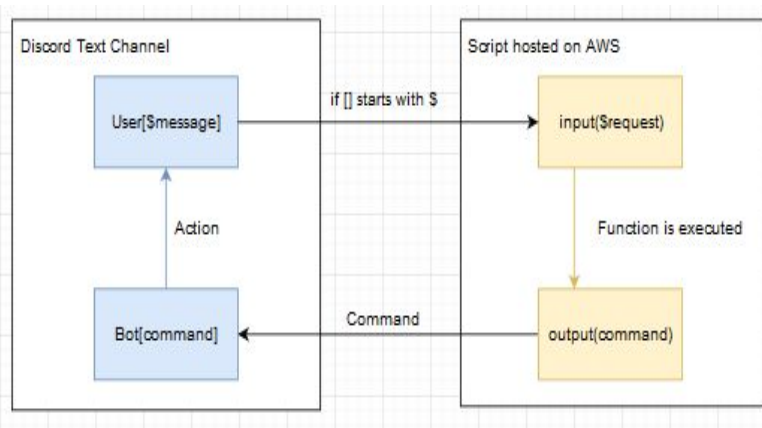 Discord Text Channel
Script hosted on AWS
User[$message]
if [] starts with $
input($request)
Action
Function is executed
Bot[command]
Command
output(command)